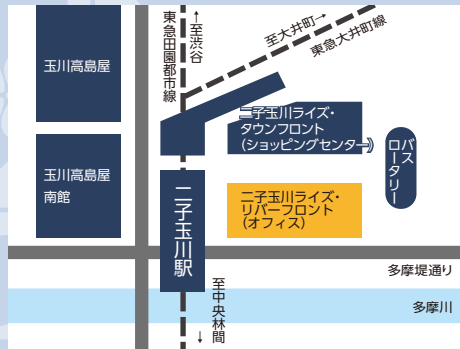 玉川高島屋
玉川高島屋
南館
東急田園都市線
↑至渋谷
至大井町→
東急大井町線
二子玉川ライズ・
タウンフロント
(ショッピングセンター)
バス
ロータリー
二子玉川ライズ・
リバーフロント
(オフィス)
二子玉川駅
多摩堤通り
多摩川
至中央林間
↓